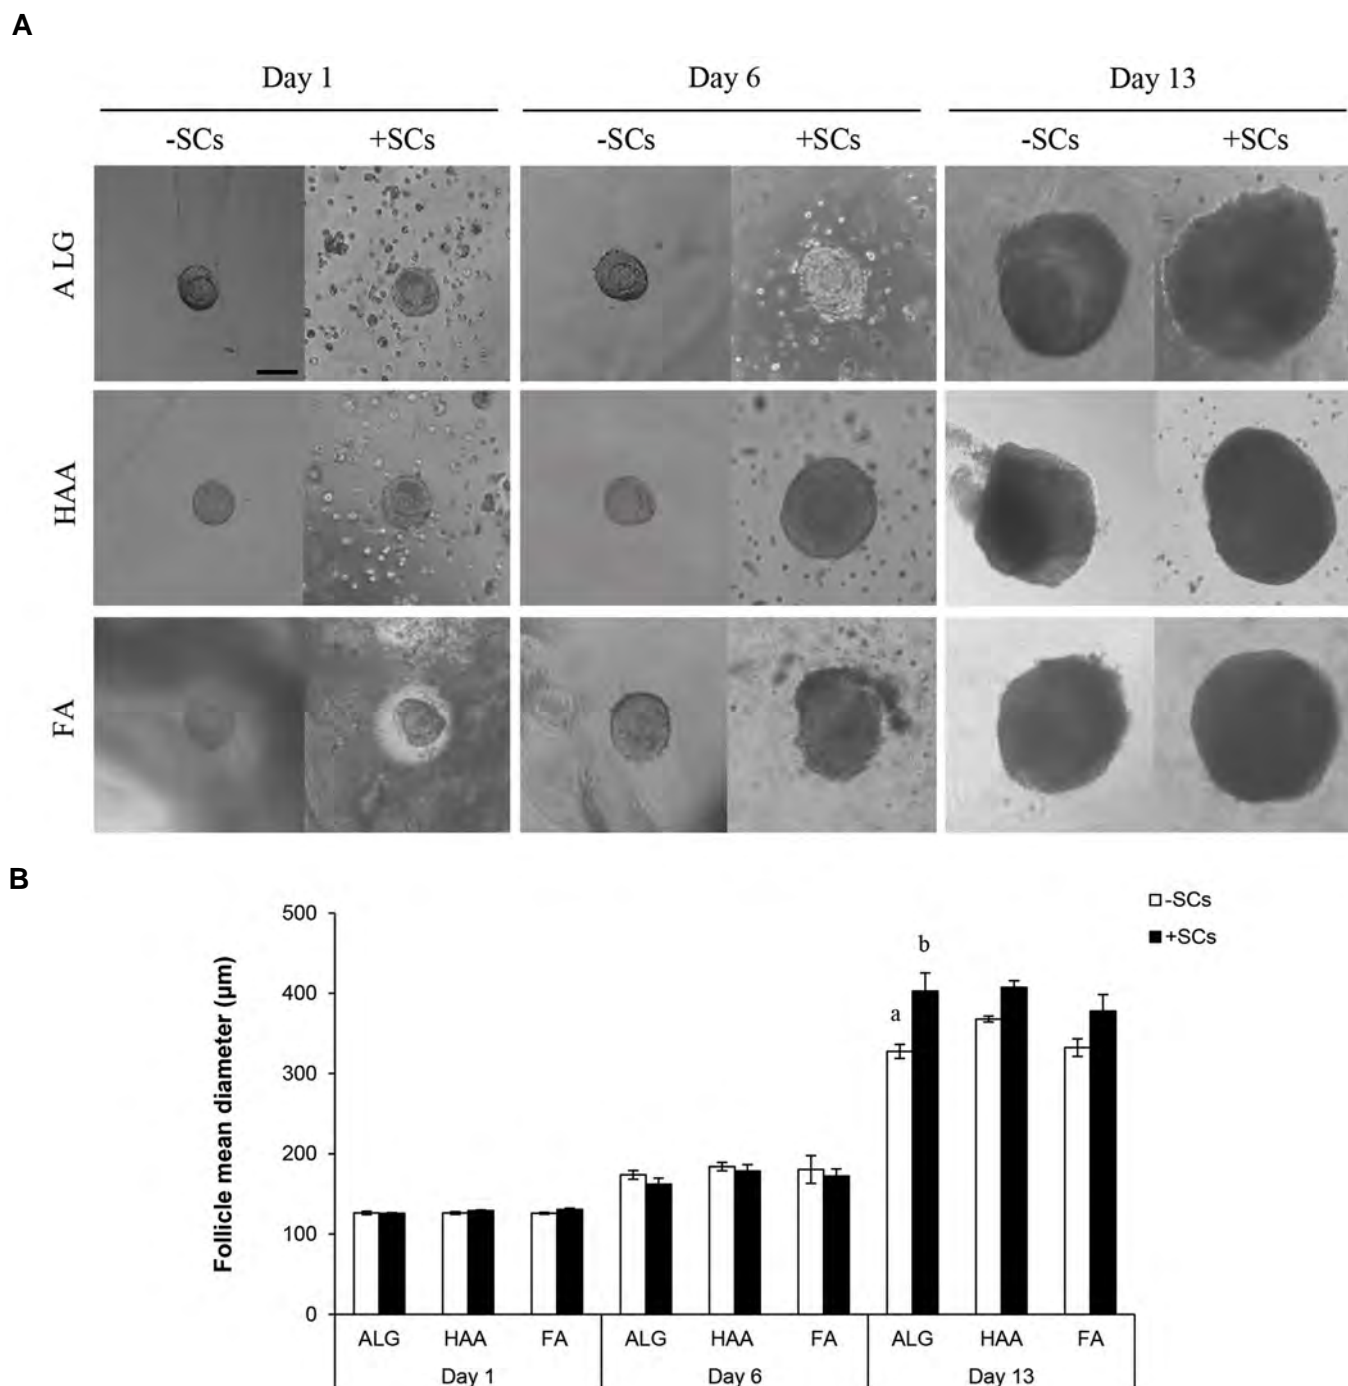 A
Day 1 Day 6 Day 13
-SCs +SCs -SCs +SCs -SCs +SCs
A LG
HAA
FA
B
-SCs
+SCs
Follicle mean diameter (µm)
500
400
300
200
100
0
a
b
ALG HAA FA ALG HAA FA ALG HAA FA
Day 1 Day 6 Day 13